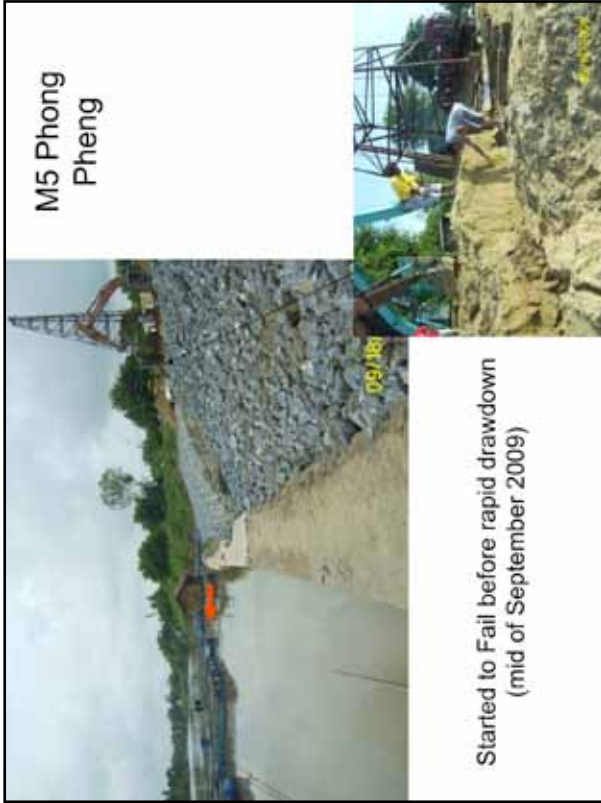 M5 Phong
Pheng
09/18/
Started to Fail before rapid drawdown
(mid of September 2009)